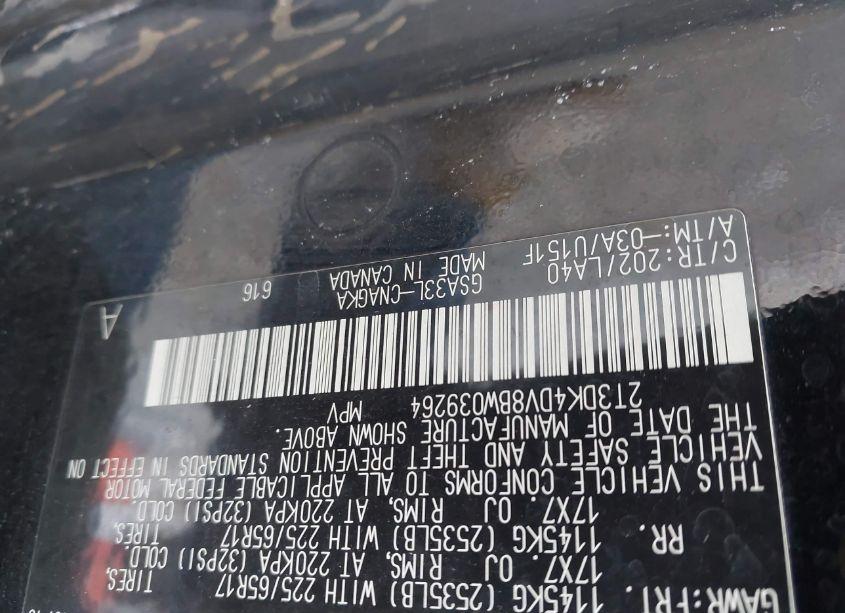 GAWR:FRT. 1145KG (2535LB) WITH 225/65R17 TIRES,
17X7. 0J RIMS, AT 220KPA (32PSI) COLD.
RR. 1145KG (2535LB) WITH 225/65R17 TIRES,
17X7. 0J RIMS, AT 220KPA (32PSI) COLD.
THIS VEHICLE CONFORMS TO ALL APPLICABLE FEDERAL MOTOR
VEHICLE SAFETY AND THEFT PREVENTION STANDARDS IN EFFECT ON
THE DATE OF MANUFACTURE SHOWN ABOVE.
2T3DK4DV8BW039264 MPV
C/TR:202/LA40 GSA33L-CNAGKA 616 A
A/TM:-03A/U151F MADE IN CANADA